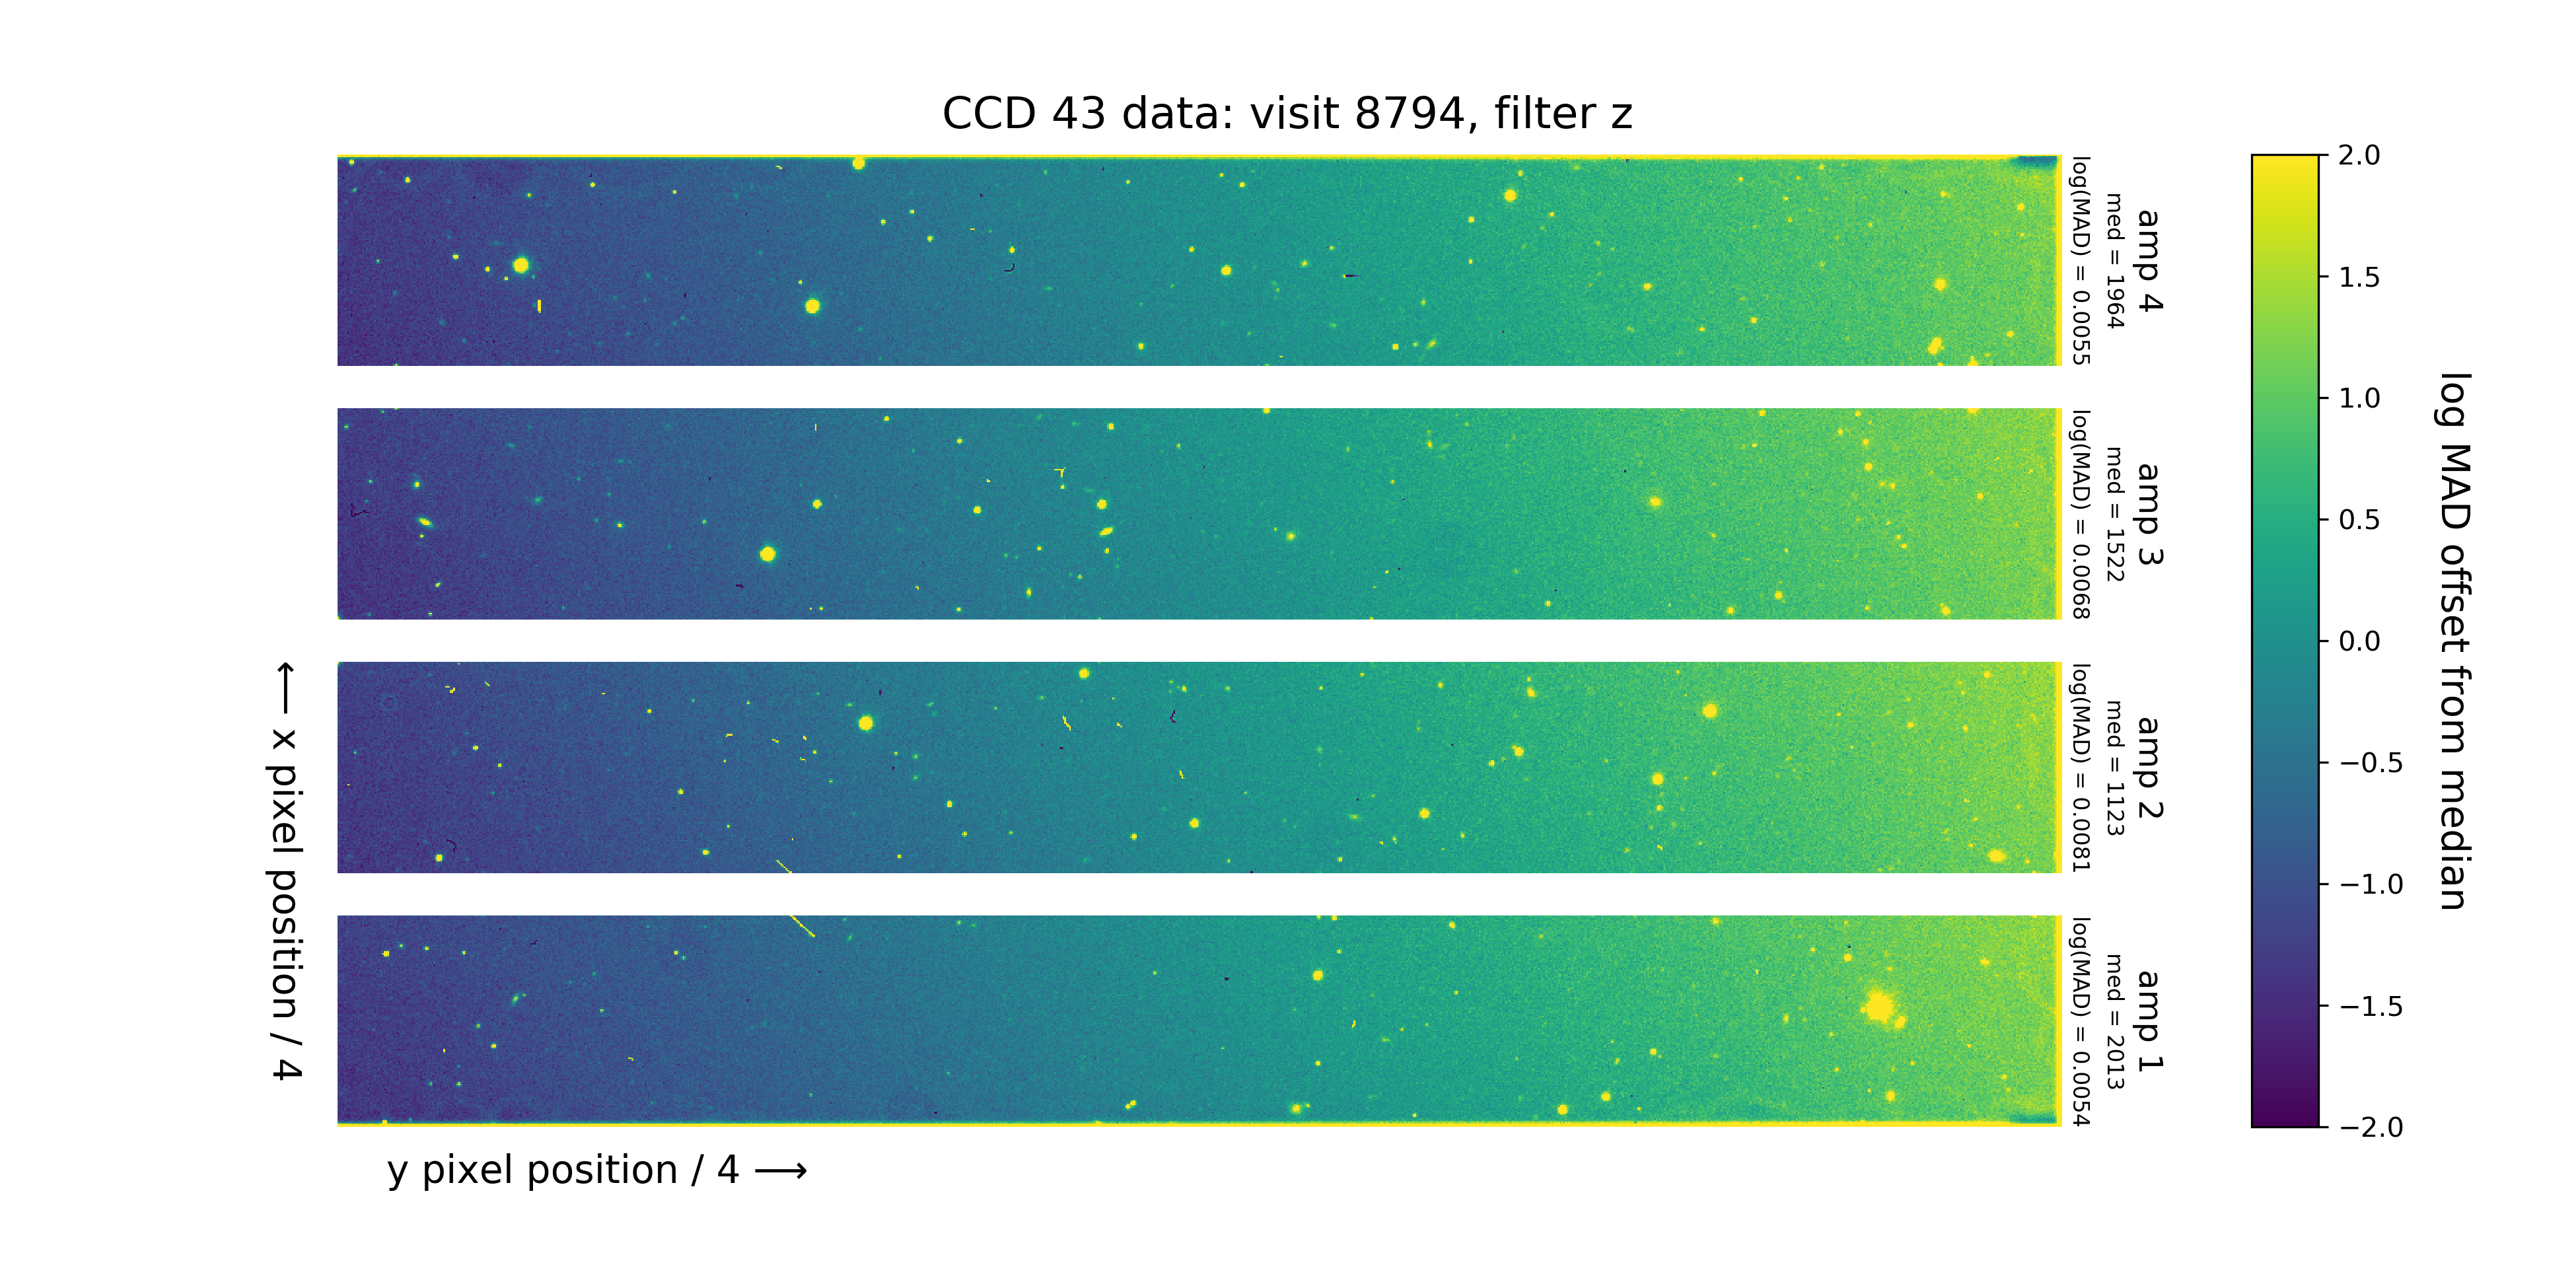 CCD 43 data: visit 8794, filter z
amp 4
med = 1964
log(MAD) = 0.0055
amp 3
med = 1522
log(MAD) = 0.0068
amp 2
med = 1123
log(MAD) = 0.0081
amp 1
med = 2013
log(MAD) = 0.0054
⟵ x pixel position / 4
y pixel position / 4 ⟶
2.0
1.5
1.0
0.5
0.0
−0.5
−1.0
−1.5
−2.0
log MAD offset from median